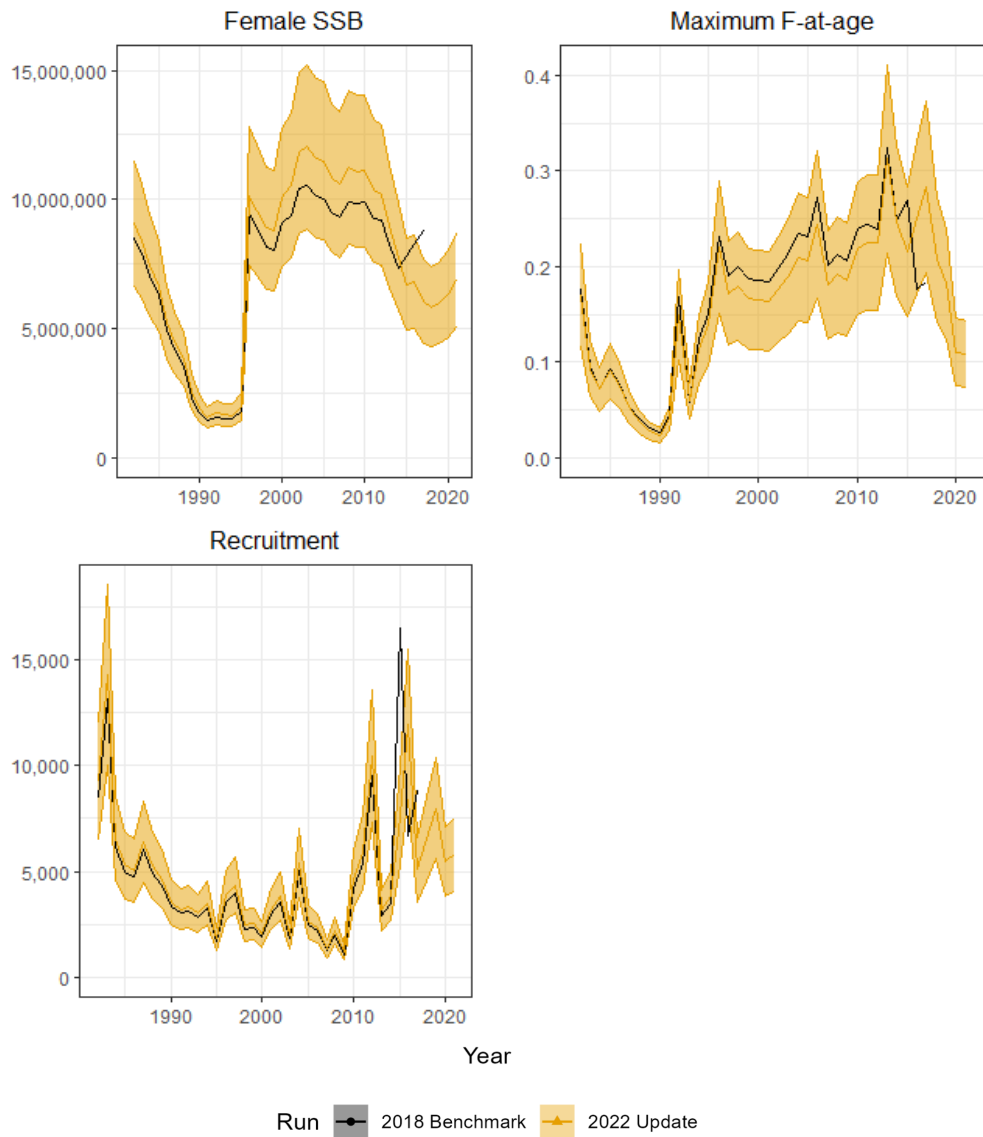 Female SSB
15,000,000
10,000,000
5,000,000
0
1990 2000 2010 2020
Maximum F-at-age
0.4
0.3
0.2
0.1
0.0
1990 2000 2010 2020
Recruitment
15,000
10,000
5,000
0
1990 2000 2010 2020
Year
Run 2018 Benchmark 2022 Update